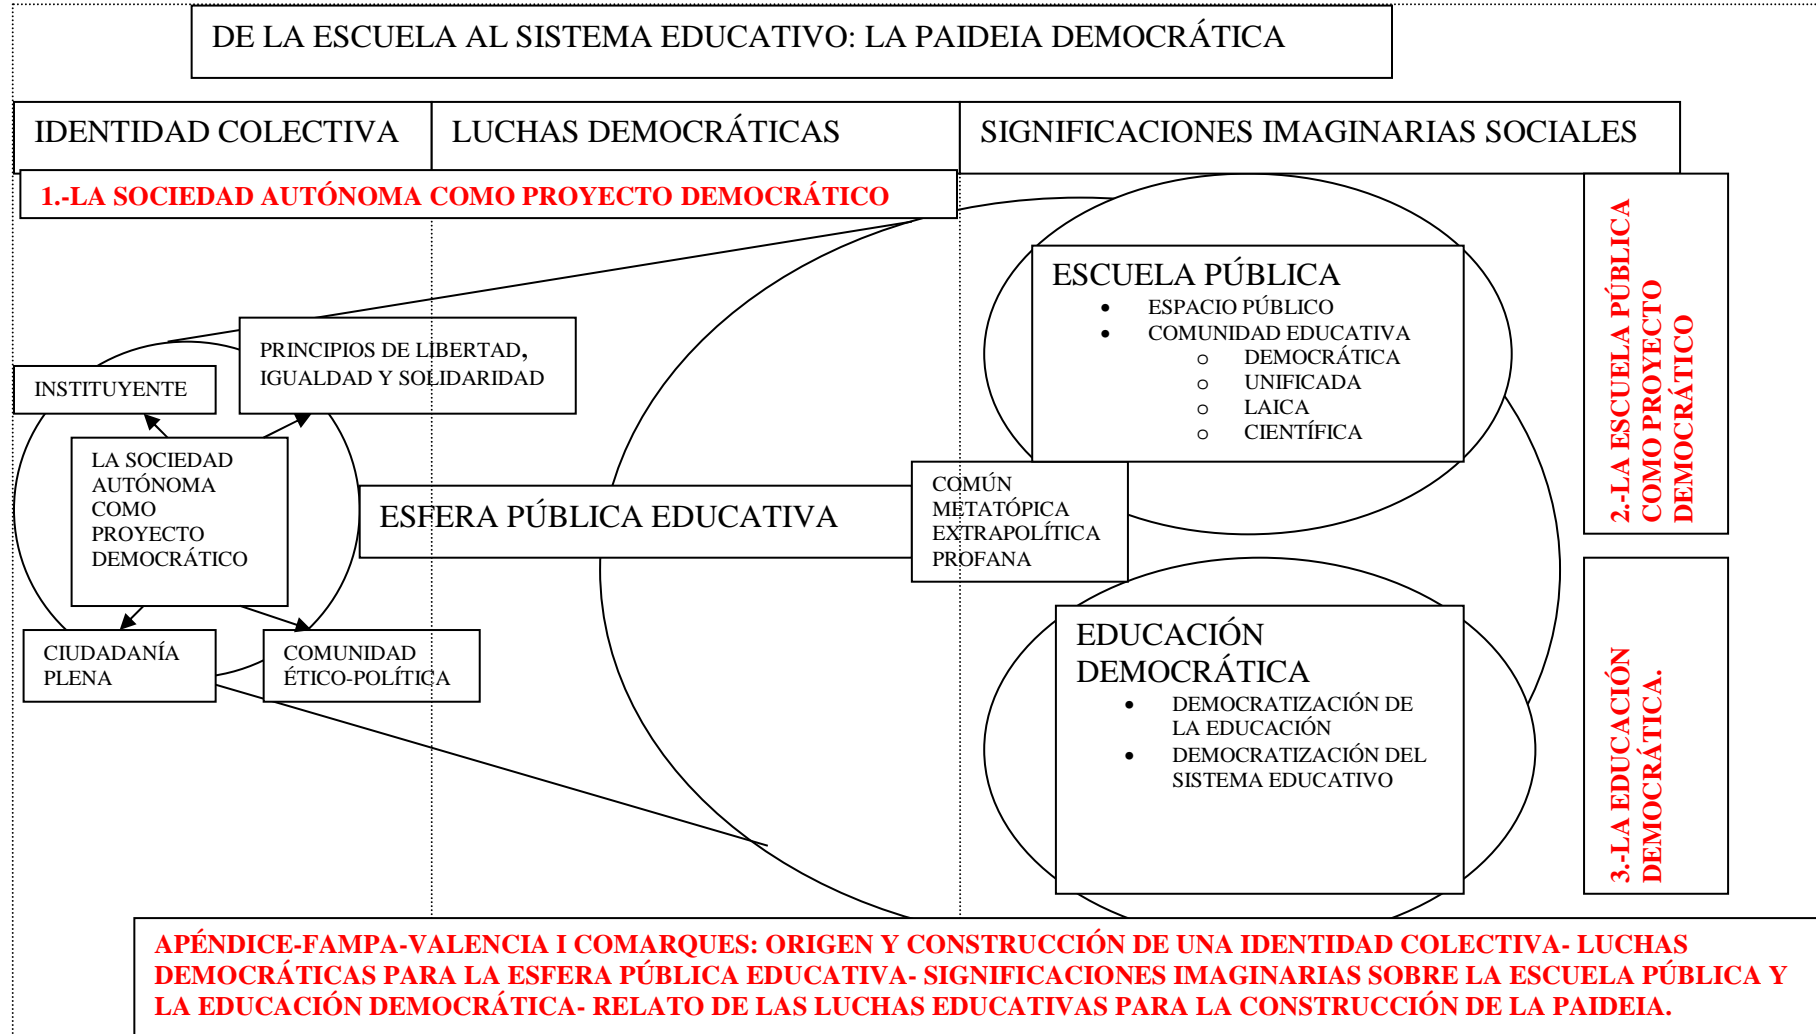 DE LA ESCUELA AL SISTEMA EDUCATIVO: LA PAIDEIA DEMOCRÁTICA
IDENTIDAD COLECTIVA
LUCHAS DEMOCRÁTICAS
SIGNIFICACIONES IMAGINARIAS SOCIALES
1.-LA SOCIEDAD AUTÓNOMA COMO PROYECTO DEMOCRÁTICO
INSTITUYENTE
PRINCIPIOS DE LIBERTAD,
IGUALDAD Y SOLIDARIDAD
LA SOCIEDAD
AUTÓNOMA
COMO
PROYECTO
DEMOCRÁTICO
CIUDADANÍA
PLENA
COMUNIDAD
ÉTICO-POLÍTICA
ESFERA PÚBLICA EDUCATIVA
COMÚN
METATÓPICA
EXTRAPOLÍTICA
PROFANA
ESCUELA PÚBLICA
• ESPACIO PÚBLICO
• COMUNIDAD EDUCATIVA
o DEMOCRÁTICA
o UNIFICADA
o LAICA
o CIENTÍFICA
EDUCACIÓN
DEMOCRÁTICA
• DEMOCRATIZACIÓN DE
LA EDUCACIÓN
• DEMOCRATIZACIÓN DEL
SISTEMA EDUCATIVO
2.-LA ESCUELA PÚBLICA
COMO PROYECTO
DEMOCRÁTICO
3.-LA EDUCACIÓN
DEMOCRÁTICA.
APÉNDICE-FAMPA-VALENCIA I COMARQUES: ORIGEN Y CONSTRUCCIÓN DE UNA IDENTIDAD COLECTIVA- LUCHAS
DEMOCRÁTICAS PARA LA ESFERA PÚBLICA EDUCATIVA- SIGNIFICACIONES IMAGINARIAS SOBRE LA ESCUELA PÚBLICA Y
LA EDUCACIÓN DEMOCRÁTICA- RELATO DE LAS LUCHAS EDUCATIVAS PARA LA CONSTRUCCIÓN DE LA PAIDEIA.